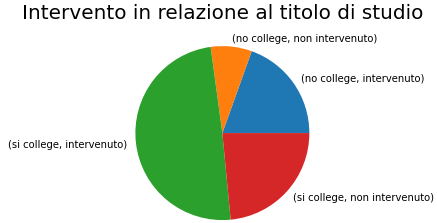 Intervento in relazione al titolo di studio
(no college, non intervenuto)
(no college, intervenuto)
(si college, intervenuto)
(si college, non intervenuto)